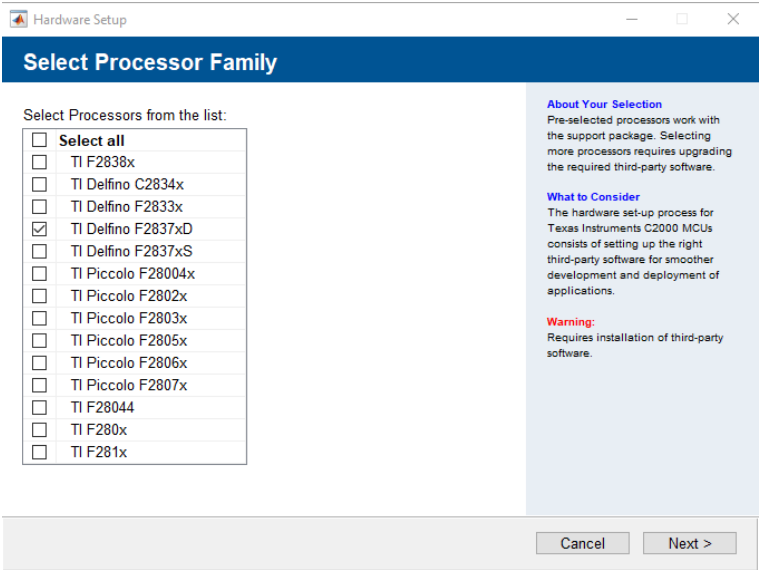 Hardware Setup
Select Processor Family
Select Processors from the list:
Select all
TI F2838x
TI Delfino C2834x
TI Delfino F2833x
TI Delfino F2837xD
TI Delfino F2837xS
TI Piccolo F28004x
TI Piccolo F2802x
TI Piccolo F2803x
TI Piccolo F2805x
TI Piccolo F2806x
TI Piccolo F2807x
TI F28044
TI F280x
TI F281x
About Your Selection
Pre-selected processors work with
the support package. Selecting
more processors requires upgrading
the required third-party software.
What to Consider
The hardware set-up process for
Texas Instruments C2000 MCUs
consists of setting up the right
third-party software for smoother
development and deployment of
applications.
Warning:
Requires installation of third-party
software.
Cancel
Next >